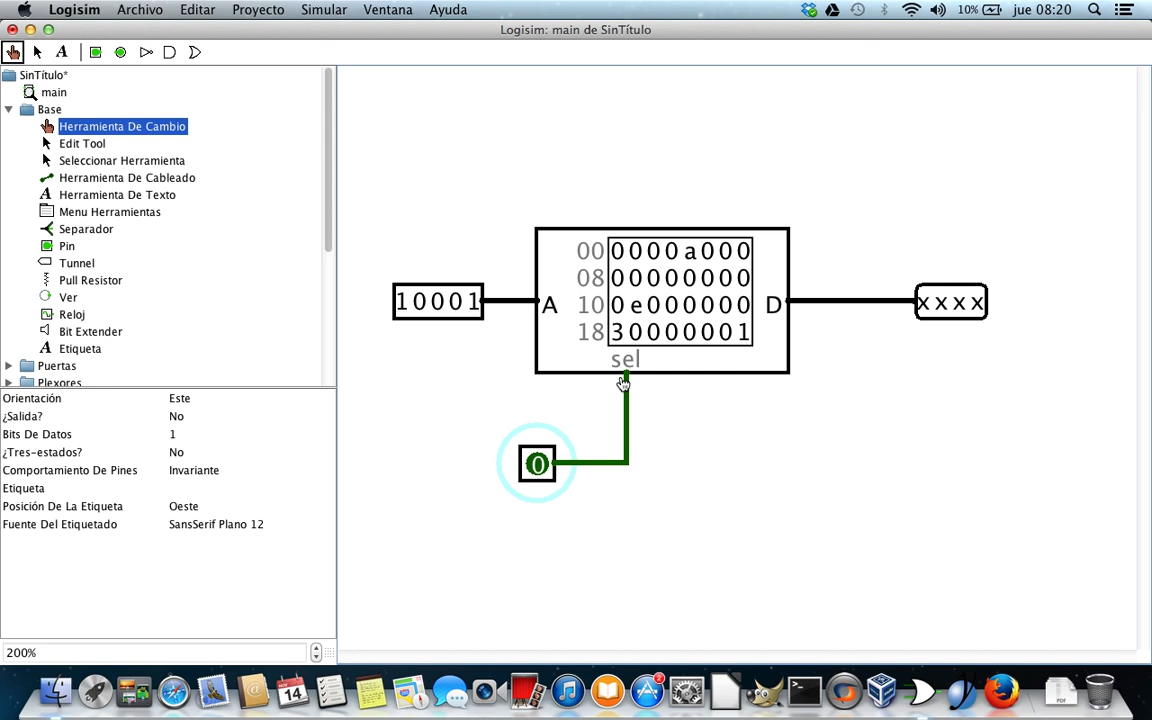 Logisim Archivo Editar Proyecto Simular Ventana Ayuda 10% jue 08:20
Logisim: main de SinTítulo
A
SinTítulo*
main
Base
Herramienta De Cambio
Edit Tool
Seleccionar Herramienta
Herramienta De Cableado
A Herramienta De Texto
Menu Herramientas
Separador
Pin
Tunnel
Pull Resistor
Ver
Reloj
Bit Extender
Etiqueta
Puertas
Plexores
Orientación Este
¿Salida? No
Bits De Datos 1
¿Tres-estados? No
Comportamiento De Pines Invariante
Etiqueta
Posición De La Etiqueta Oeste
Fuente Del Etiquetado SansSerif Plano 12
200%
00 0000a000
08 00000000
10 0e000000
18 30000001
10001
A
D
xxxx
sel
0
14
2
PDF